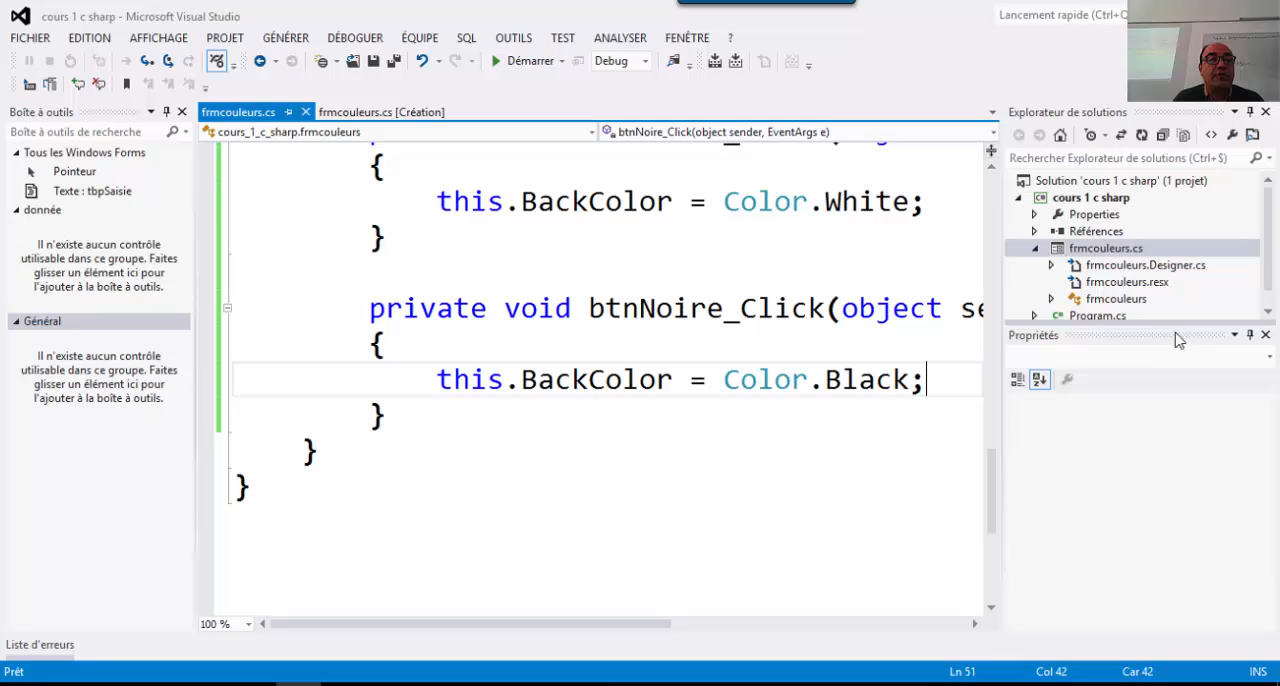 cours 1 c sharp - Microsoft Visual Studio
Lancement rapide (Ctrl+Q
FICHIER EDITION AFFICHAGE PROJET GÉNÉRER DÉBOGUER ÉQUIPE SQL OUTILS TEST ANALYSER FENÊTRE ?
Démarrer Debug
Boîte à outils
Boîte à outils de recherche
Tous les Windows Forms
Pointeur
Texte : tbpSaisie
donnée
Il n'existe aucun contrôle
utilisable dans ce groupe. Faites
glisser un élément ici pour
l'ajouter à la boîte à outils.
Général
Il n'existe aucun contrôle
utilisable dans ce groupe. Faites
glisser un élément ici pour
l'ajouter à la boîte à outils.
frmcouleurs.cs frmcouleurs.cs [Création]
cours_1_c_sharp.frmcouleurs btnNoire_Click(object sender, EventArgs e)
{
this.BackColor = Color.White;
}
private void btnNoire_Click(object se
{
this.BackColor = Color.Black;
}
}
}
100 %
Explorateur de solutions
Rechercher Explorateur de solutions (Ctrl+$)
Solution 'cours 1 c sharp' (1 projet)
cours 1 c sharp
Properties
Références
frmcouleurs.cs
frmcouleurs.Designer.cs
frmcouleurs.resx
frmcouleurs
Program.cs
Propriétés
Liste d'erreurs
Prêt Ln 51 Col 42 Car 42 INS